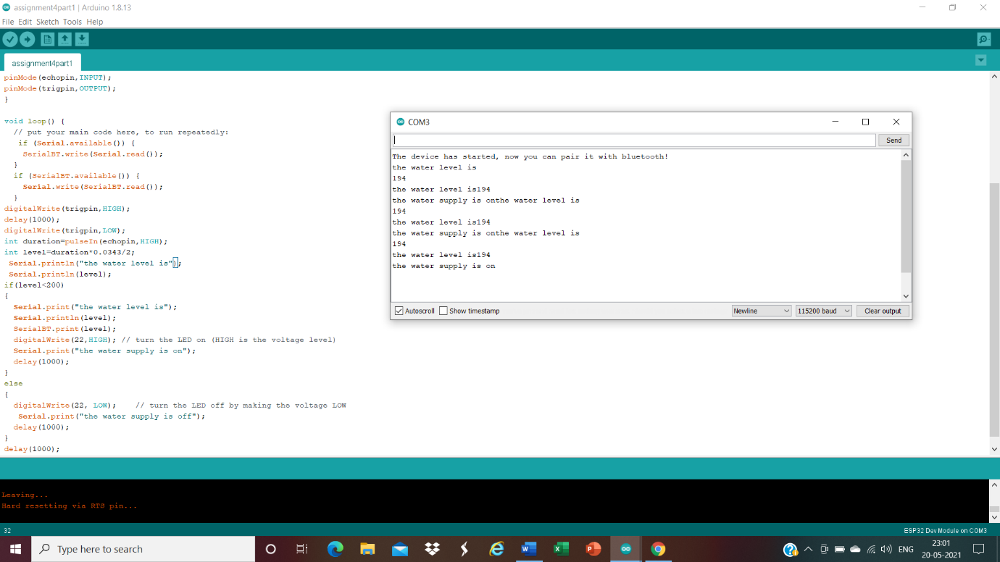 assignment4part1 | Arduino 1.8.13
File Edit Sketch Tools Help
assignment4part1
pinMode(echopin,INPUT);
pinMode(trigpin,OUTPUT);
}
void loop() {
// put your main code here, to run repeatedly:
if (Serial.available()) {
SerialBT.write(Serial.read());
}
if (SerialBT.available()) {
Serial.write(SerialBT.read());
}
digitalWrite(trigpin,HIGH);
delay(1000);
digitalWrite(trigpin,LOW);
int duration=pulseIn(echopin,HIGH);
int level=duration*0.0343/2;
Serial.println("the water level is");
Serial.println(level);
if(level<200)
{
Serial.print("the water level is");
Serial.println(level);
SerialBT.print(level);
digitalWrite(22,HIGH); // turn the LED on (HIGH is the voltage level)
Serial.print("the water supply is on");
delay(1000);
}
else
{
digitalWrite(22, LOW); // turn the LED off by making the voltage LOW
Serial.print("the water supply is off");
delay(1000);
}
delay(1000);
COM3
Send
The device has started, now you can pair it with bluetooth!
the water level is
194
the water level is194
the water supply is onthe water level is
194
the water level is194
the water supply is onthe water level is
194
the water level is194
the water supply is on
Autoscroll Show timestamp Newline 115200 baud Clear output
Leaving...
Hard resetting via RTS pin...
32 ESP32 Dev Module on COM3
Type here to search
ENG
23:01
20-05-2021